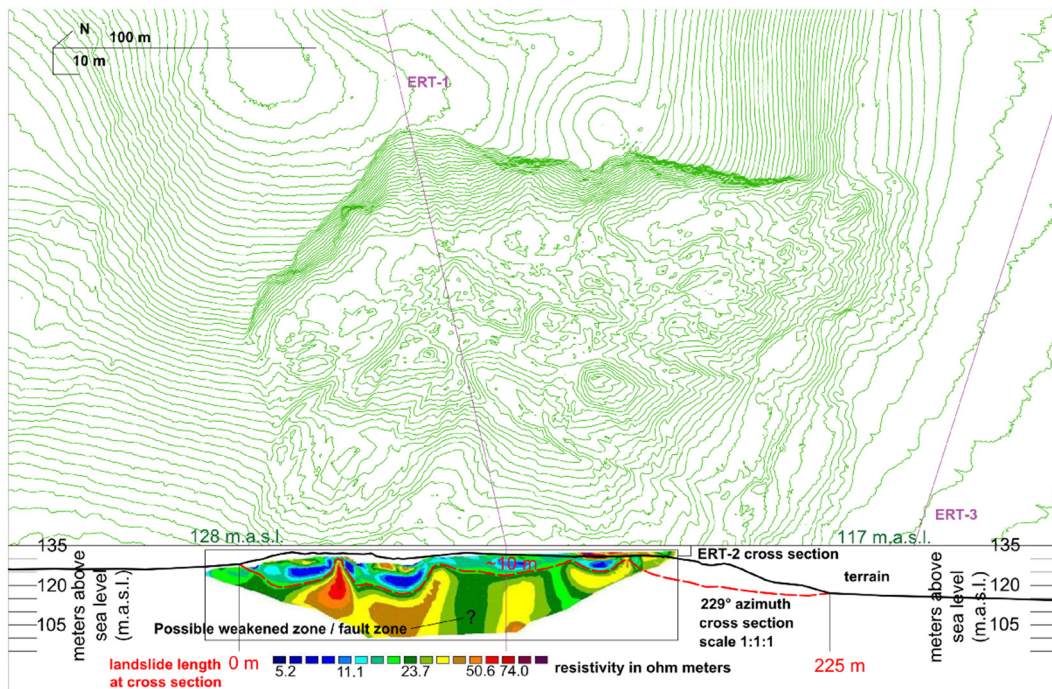 N
100 m
10 m
ERT-1
ERT-3
128 m.a.s.l.
117 m.a.s.l.
135
120
105
meters above
sea level
(m.a.s.l.)
~10 m
ERT-2 cross section
terrain
229° azimuth
cross section
scale 1:1:1
?
Possible weakened zone / fault zone
135
120
105
meters above
sea level
(m.a.s.l.)
landslide length
at cross section
0 m
225 m
5.2 11.1 23.7 50.6 74.0
resistivity in ohm meters